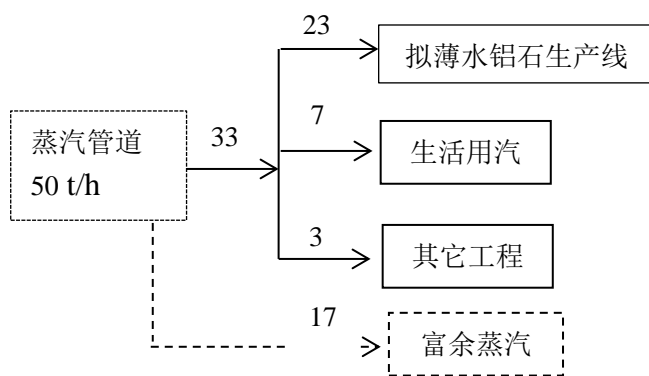 23
拟薄水铝石生产线
蒸汽管道
50 t/h
33
7
生活用汽
3
其它工程
17
富余蒸汽